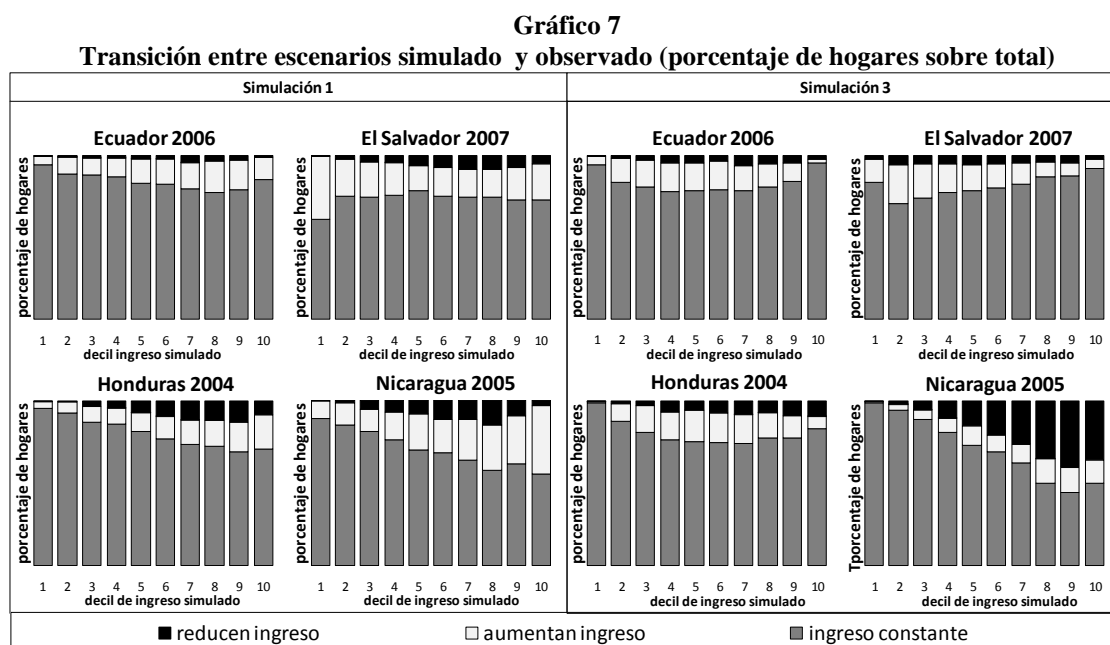 Gráfico 7
Transición entre escenarios simulado y observado (porcentaje de hogares sobre total)
Simulación 1
Simulación 3
Ecuador 2006
El Salvador 2007
Ecuador 2006
El Salvador 2007
porcentaje de hogares
porcentaje de hogares
porcentaje de hogares
porcentaje de hogares
1 2 3 4 5 6 7 8 9 10
1 2 3 4 5 6 7 8 9 10
1 2 3 4 5 6 7 8 9 10
1 2 3 4 5 6 7 8 9 10
decil ingreso simulado
decil de ingreso simulado
decil de ingreso simulado
decil de ingreso simulado
Honduras 2004
Nicaragua 2005
Honduras 2004
Nicaragua 2005
porcentaje de hogares
porcentaje de hogares
porcentaje de hogares
Tporcentaje de hogares
1 2 3 4 5 6 7 8 9 10
1 2 3 4 5 6 7 8 9 10
1 2 3 4 5 6 7 8 9 10
1 2 3 4 5 6 7 8 9 10
decil de ingreso simulado
decil de ingreso simulado
decil de ingreso simulado
decil de ingreso simulado
reducen ingreso
aumentan ingreso
ingreso constante